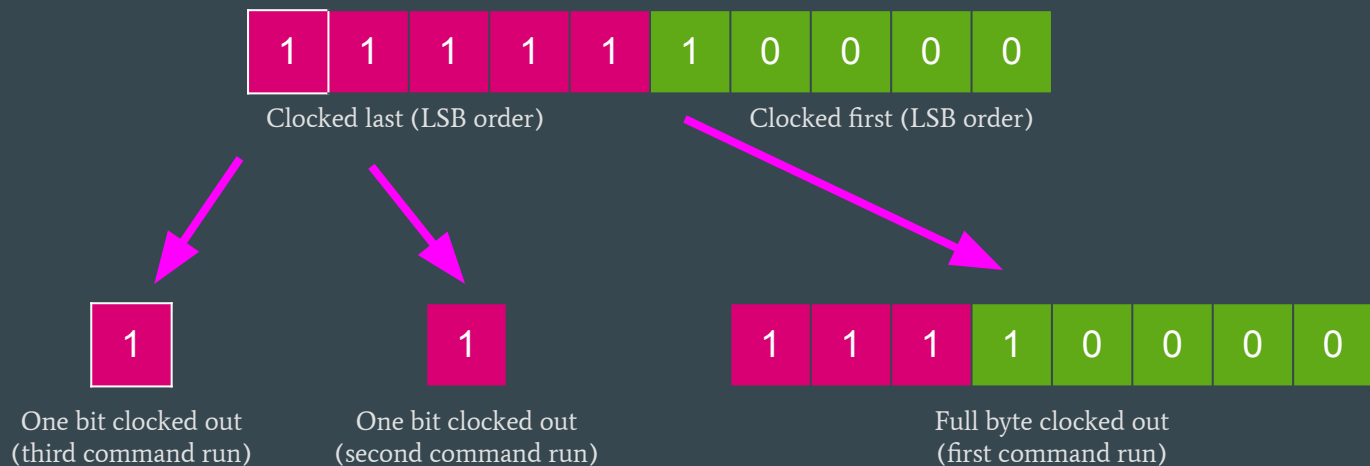 1 1 1 1 1 1 0 0 0 0
Clocked last (LSB order) Clocked first (LSB order)
1 1 1 1 1 0 0 0 0
1
One bit clocked out
(third command run)
One bit clocked out
(second command run)
Full byte clocked out
(first command run)